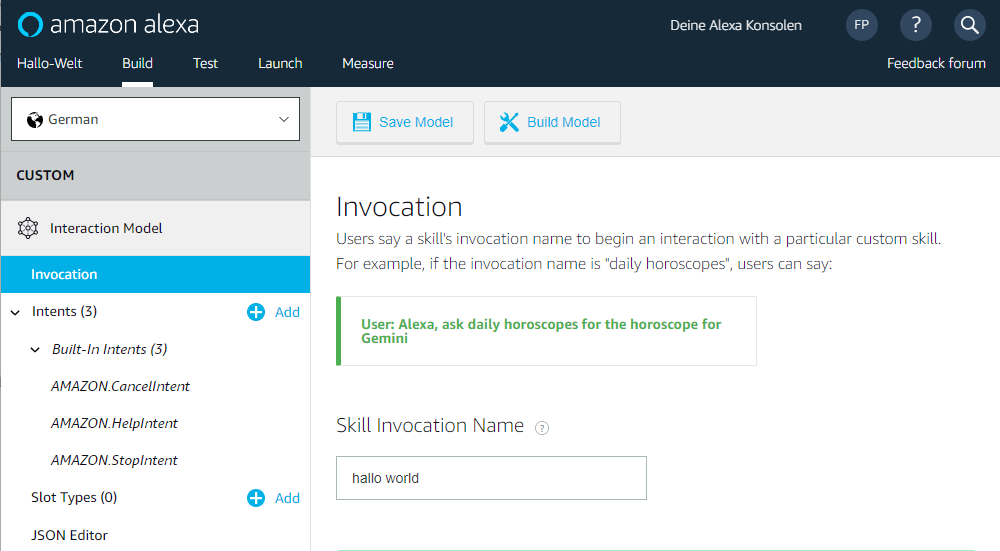 amazon alexa
Deine Alexa Konsolen
FP
?
Hallo-Welt
Build
Test
Launch
Measure
Feedback forum
German
Save Model
Build Model
CUSTOM
Interaction Model
Invocation
Intents (3)
Add
Built-In Intents (3)
AMAZON.CancelIntent
AMAZON.HelpIntent
AMAZON.StopIntent
Slot Types (0)
Add
JSON Editor
Invocation
Users say a skill's invocation name to begin an interaction with a particular custom skill.
For example, if the invocation name is "daily horoscopes", users can say:
User: Alexa, ask daily horoscopes for the horoscope for
Gemini
Skill Invocation Name ?
hallo world